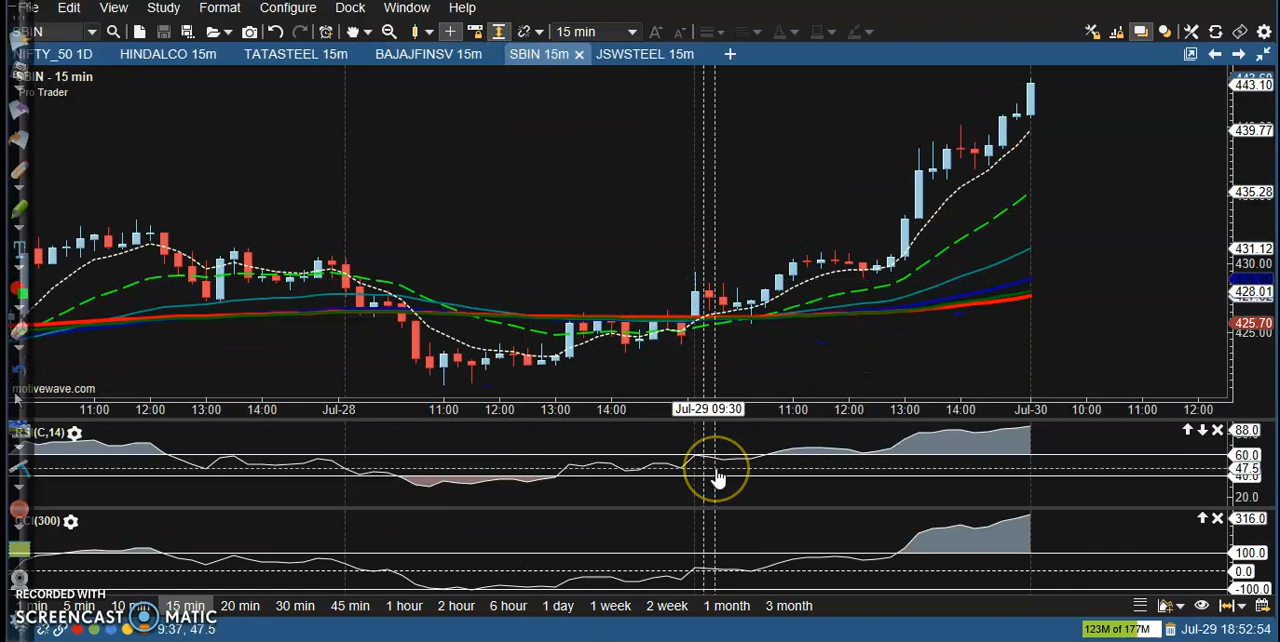 File Edit View Study Format Configure Dock Window Help
SBIN 15 min
NIFTY_50 1D HINDALCO 15m TATASTEEL 15m BAJAJFINSV 15m SBIN 15m JSWSTEEL 15m
SBIN - 15 min
Pro Trader
443.10
439.77
435.28
431.12
430.00
428.01
425.70
425.00
motivewave.com
11:00 12:00 13:00 14:00 Jul-28 11:00 12:00 13:00 14:00 Jul-29 09:30 11:00 12:00 13:00 14:00 Jul-30 10:00 11:00 12:00
RSI(C,14)
88.0
60.0
47.5
40.0
20.0
CCI(300)
316.0
100.0
0.0
-100.0
RECORDED WITH
SCREENCAST MATIC
5 min 10 min 15 min 20 min 30 min 45 min 1 hour 2 hour 6 hour 1 day 1 week 2 week 1 month 3 month
9:37, 47.5 123M of 177M Jul-29 18:52:54